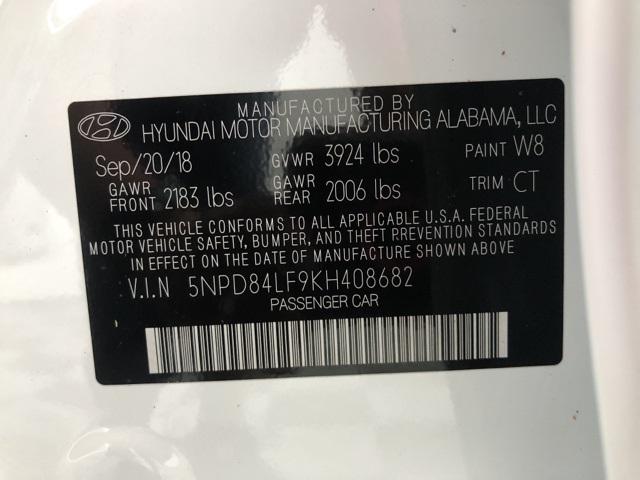 MANUFACTURED BY
HYUNDAI MOTOR MANUFACTURING ALABAMA, LLC
Sep/20/18 GVWR 3924 lbs PAINT W8
GAWR FRONT 2183 lbs GAWR REAR 2006 lbs TRIM CT
THIS VEHICLE CONFORMS TO ALL APPLICABLE U.S.A. FEDERAL
MOTOR VEHICLE SAFETY, BUMPER, AND THEFT PREVENTION STANDARDS
IN EFFECT ON THE DATE OF MANUFACTURE SHOWN ABOVE
V.I.N 5NPD84LF9KH408682
PASSENGER CAR